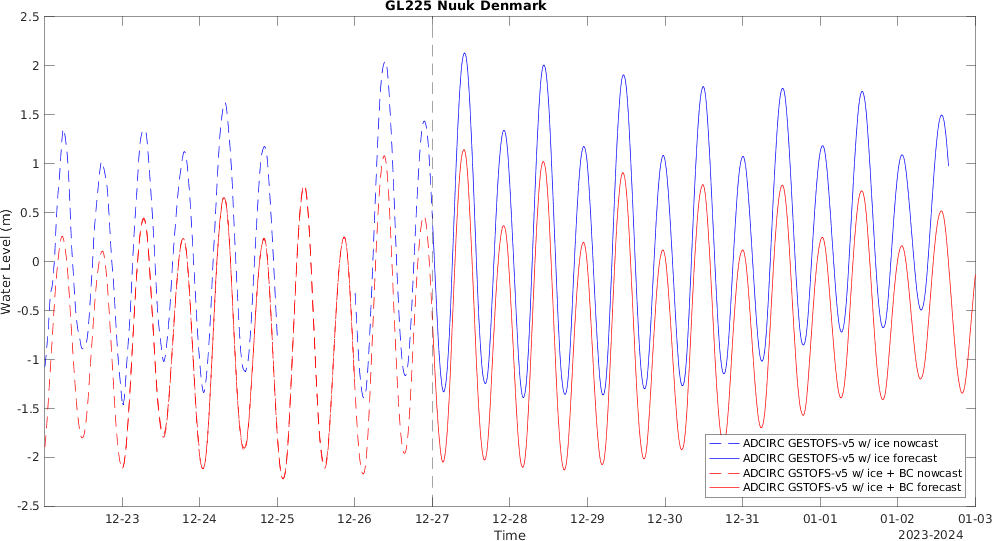 GL225 Nuuk Denmark
2.5
2
1.5
1
0.5
0
-0.5
-1
-1.5
-2
-2.5
Water Level (m)
ADCIRC GESTOFS-v5 w/ ice nowcast
ADCIRC GESTOFS-v5 w/ ice forecast
ADCIRC GSTOFS-v5 w/ ice + BC nowcast
ADCIRC GSTOFS-v5 w/ ice + BC forecast
12-23 12-24 12-25 12-26 12-27 12-28 12-29 12-30 12-31 01-01 01-02 01-03
Time
2023-2024